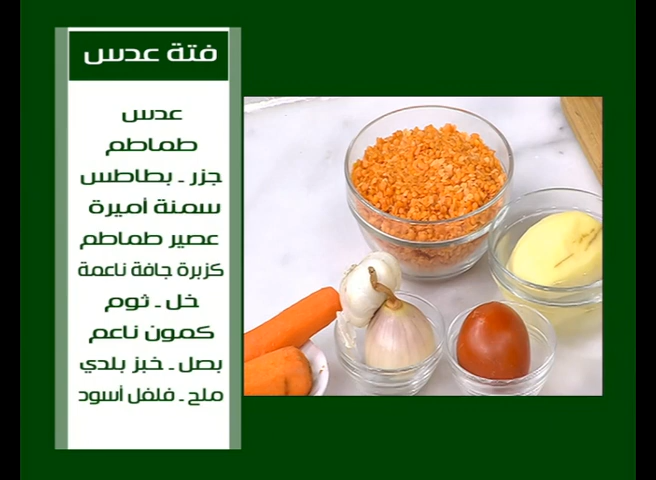 فتة عدس
عدس
طماطم
جزر - بطاطس
سمنة أميرة
عصير طماطم
كزبرة جافة ناعمة
خل - ثوم
كمون ناعم
بصل - خبز بلدي
ملح - فلفل أسود